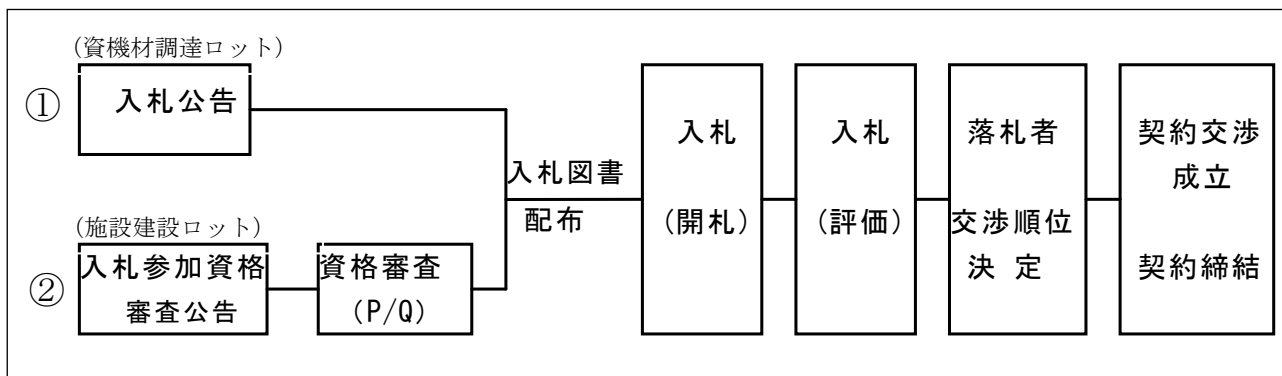 (資機材調達ロット)
①
入札公告
(施設建設ロット)
②
入札参加資格
審査公告
資格審査
(P/Q)
入札図書
配布
入札
(開札)
入札
(評価)
落札者
交渉順位
決 定
契約交渉
成立
契約締結